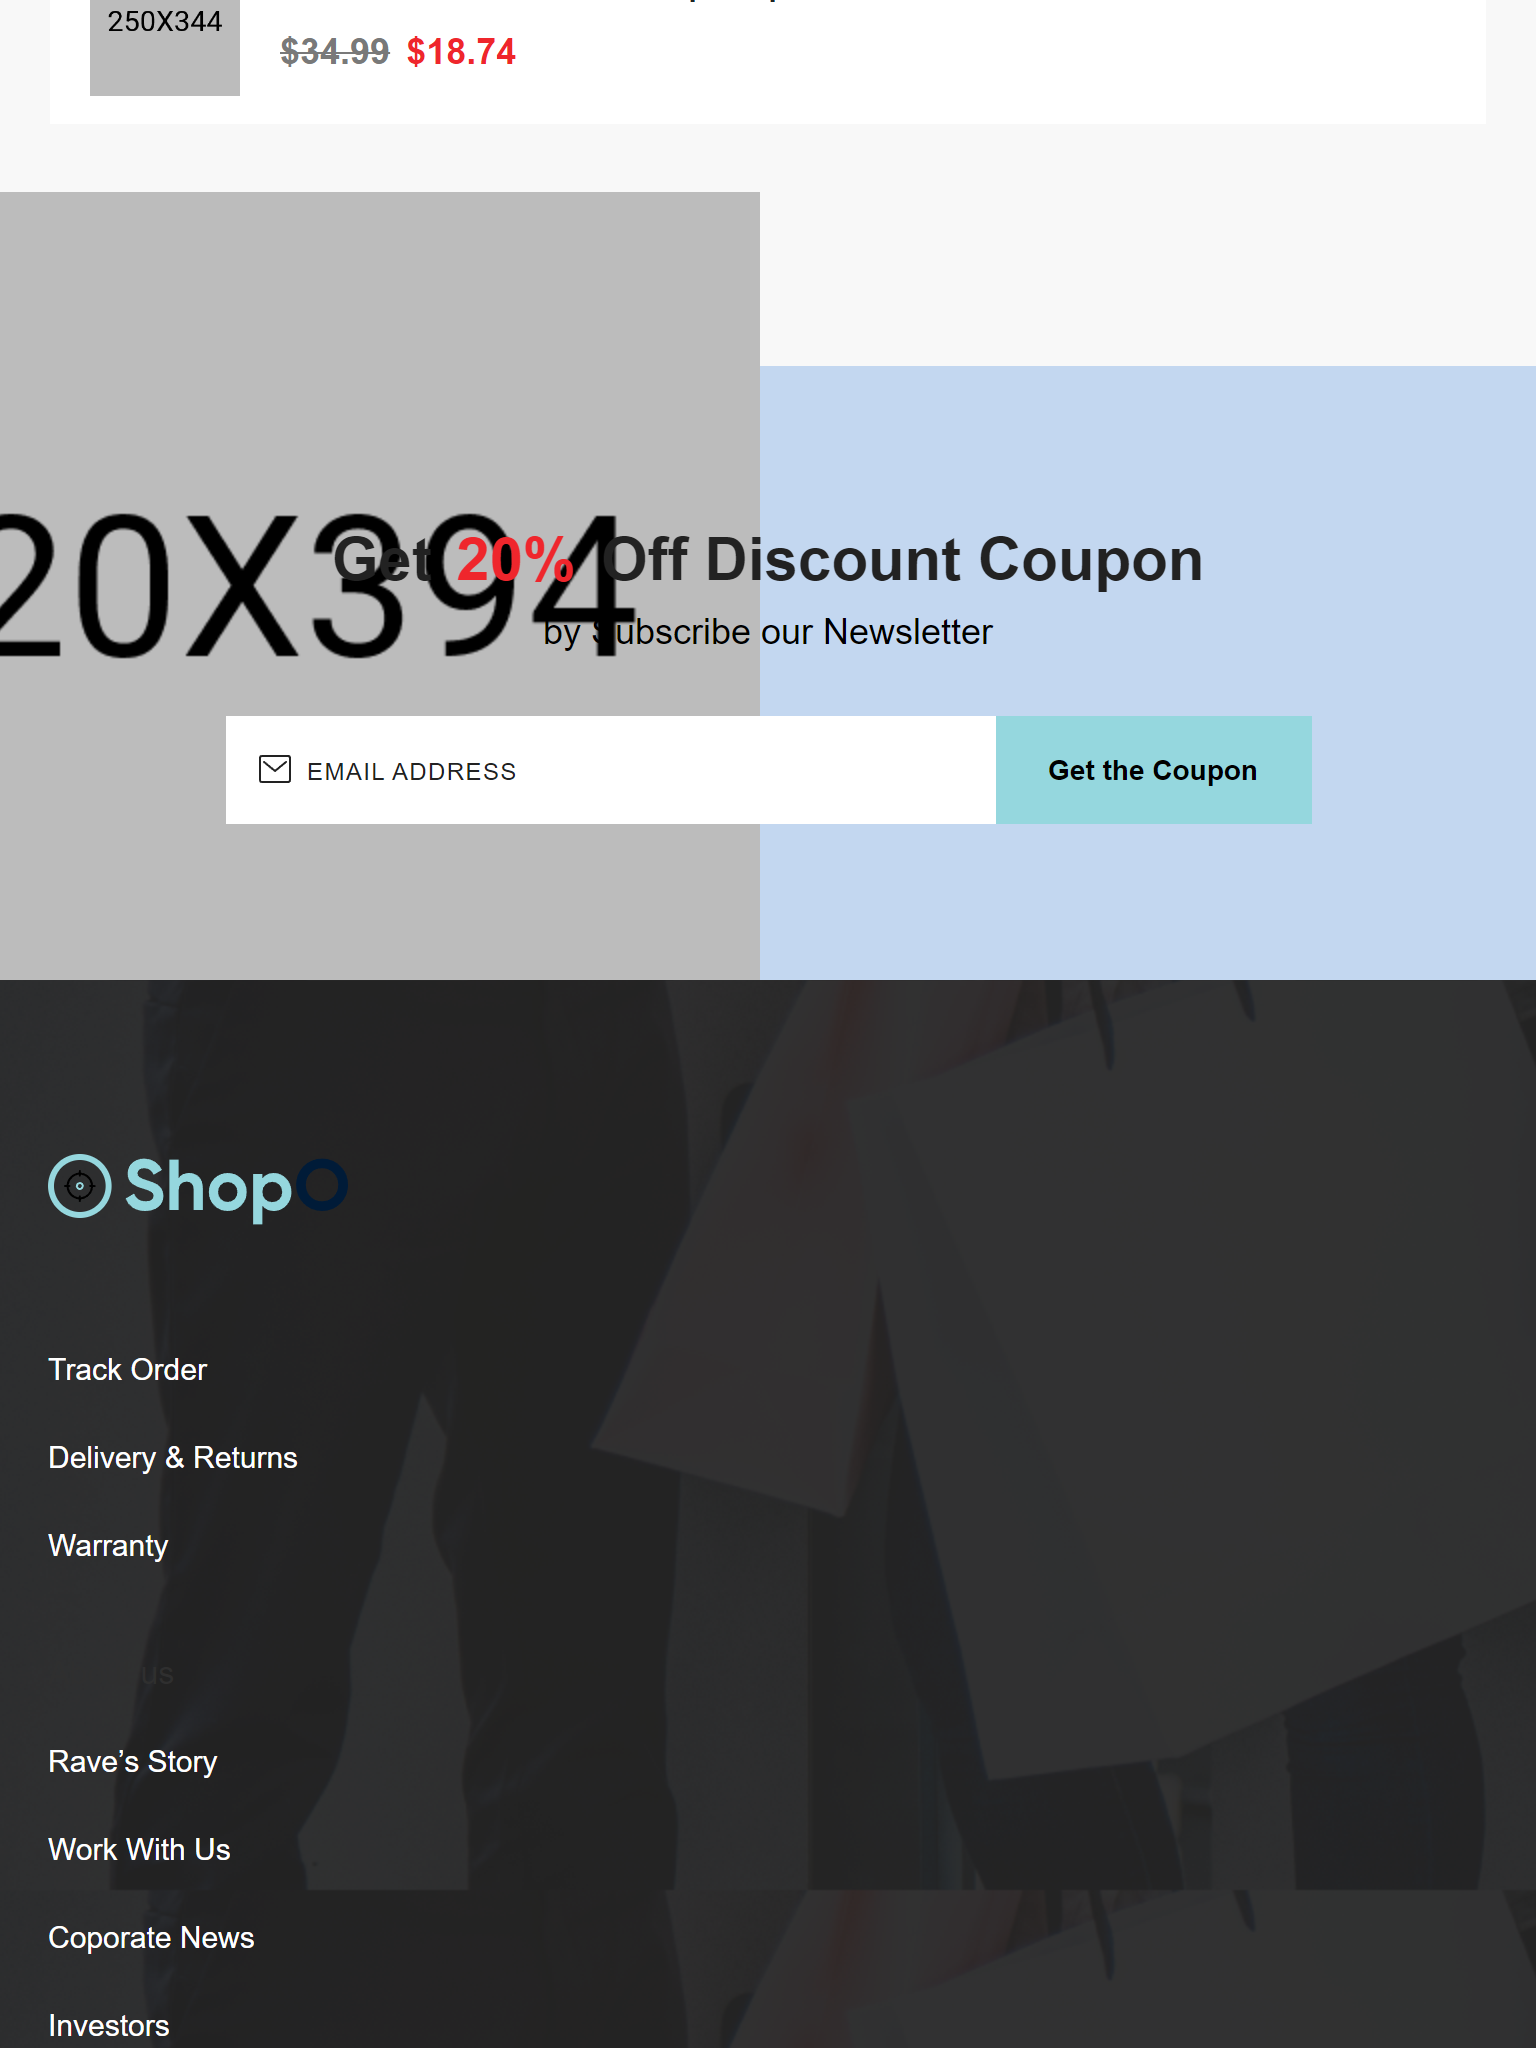 250X344
$34.99 $18.74
20X394
Get 20% Off Discount Coupon
by Subscribe our Newsletter
EMAIL ADDRESS
Get the Coupon
ShopO
Track Order
Delivery & Returns
Warranty
us
Rave’s Story
Work With Us
Coporate News
Investors